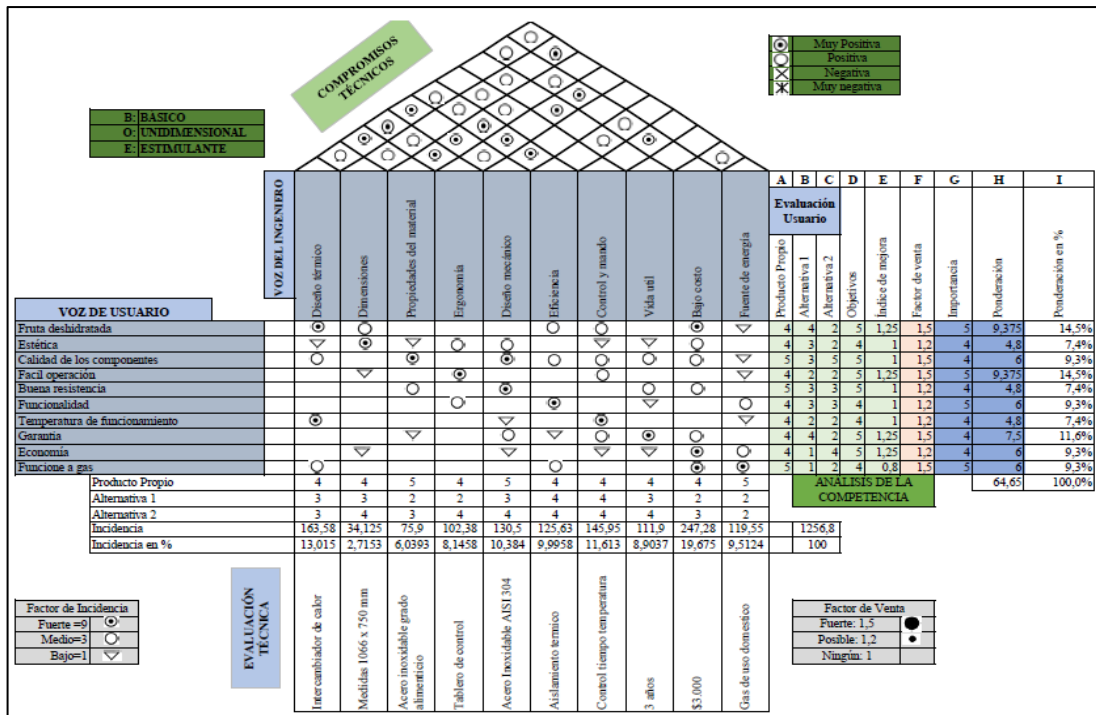 COMPROMISOS
TÉCNICOS
Muy Positiva
Positiva
Negativa
Muy negativa
B: BÁSICO
O: UNIDIMENSIONAL
E: ESTIMULANTE
A B C D E F G H I
VOZ DEL INGENIERO
Diseño térmico
Dimensiones
Propiedades del material
Ergonomía
Diseño mecánico
Eficiencia
Control y mando
Vida util
Bajo costo
Fuente de energía
Evaluación
Usuario
Producto Propio
Alternativa 1
Alternativa 2
Objetivos
Índice de mejora
Factor de venta
Importancia
Ponderación
Ponderación en %
VOZ DE USUARIO
Fruta deshidratada 4 4 2 5 1,25 1,5 5 9,375 14,5%
Estética 4 3 2 4 1 1,2 4 4,8 7,4%
Calidad de los componentes 5 3 5 5 1 1,5 4 6 9,3%
Facil operación 4 2 2 5 1,25 1,5 5 9,375 14,5%
Buena resistencia 5 3 3 5 1 1,2 4 4,8 7,4%
Funcionalidad 4 3 3 4 1 1,2 5 6 9,3%
Temperatura de funcionamiento 4 2 2 4 1 1,2 4 4,8 7,4%
Garantía 4 4 2 5 1,25 1,5 4 7,5 11,6%
Economía 4 1 4 5 1,25 1,2 4 6 9,3%
Funcione a gas 5 1 2 4 0,8 1,5 5 6 9,3%
Producto Propio 4 4 5 4 5 4 4 4 4 5
Alternativa 1 3 3 2 2 3 4 4 3 2 2
Alternativa 2 3 4 3 4 4 4 4 4 3 2
ANÁLISIS DE LA
COMPETENCIA
64,65 100,0%
Incidencia 163,58 34,125 75,9 102,38 130,5 125,63 145,95 111,9 247,28 119,55 1256,8
Incidencia en % 13,015 2,7153 6,0393 8,1458 10,384 9,9958 11,613 8,9037 19,675 9,5124 100
EVALUACIÓN
TÉCNICA
Intercambiador de calor
Medidas 1066 x 750 mm
Acero inoxidable grado
alimenticio
Tablero de control
Acero Inoxidable AISI 304
Aislamiento termico
Control tiempo temperatura
3 años
$3.000
Gas de uso domestico
Factor de Incidencia
Fuerte =9
Medio=3
Bajo=1
Factor de Venta
Fuerte: 1,5
Posible: 1,2
Ningún: 1